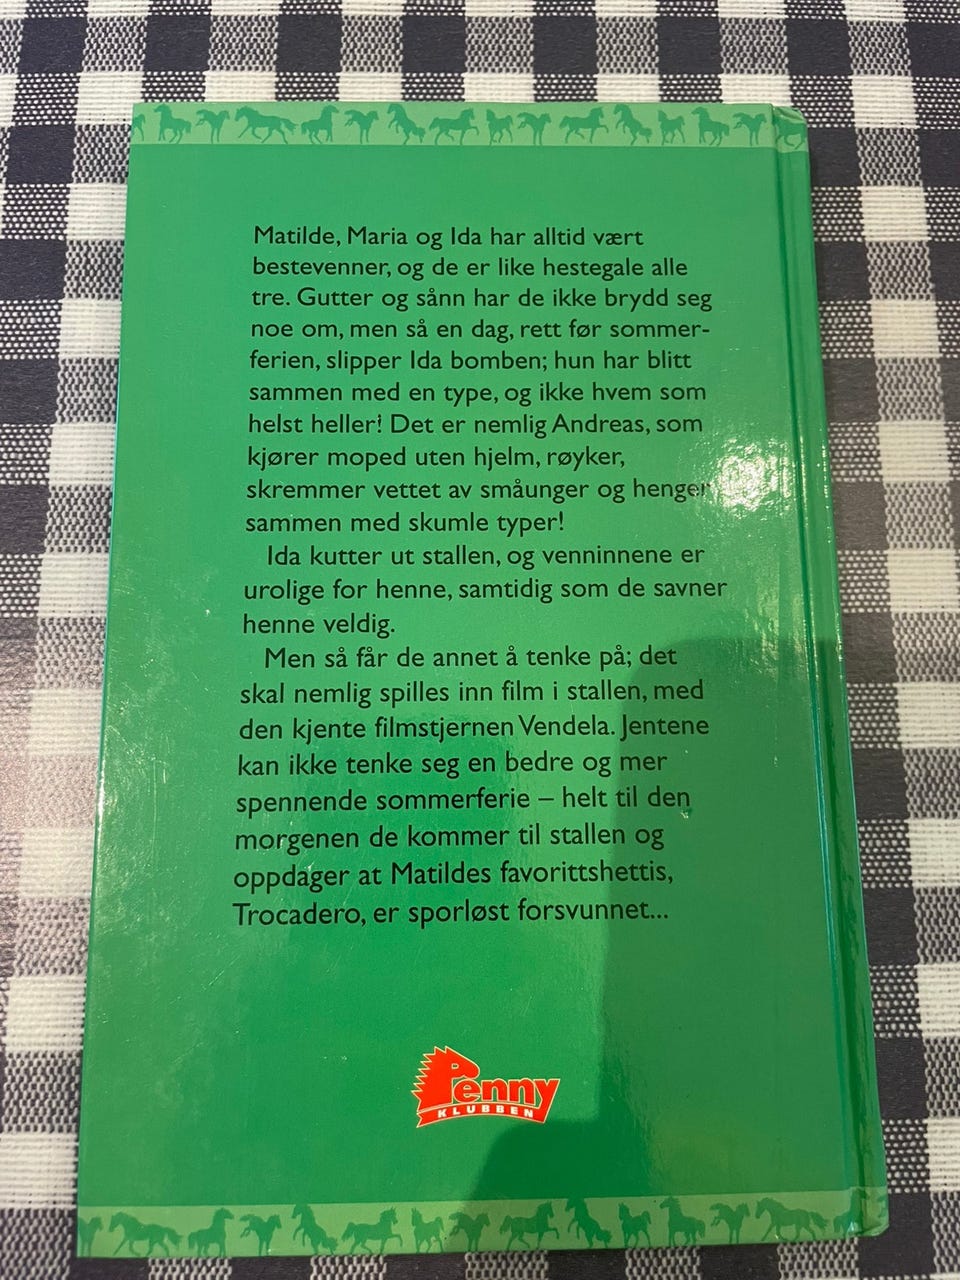 Matilde, Maria og Ida har alltid vært
bestevenner, og de er like hestegale alle
tre. Gutter og sånn har de ikke brydd seg
noe om, men så en dag, rett før sommer-
ferien, slipper Ida bomben; hun har blitt
sammen med en type, og ikke hvem som
helst heller! Det er nemlig Andreas, som
kjører moped uten hjelm, røyker,
skremmer vettet av småunger og henger
sammen med skumle typer!
Ida kutter ut stallen, og venninnene er
urolige for henne, samtidig som de savner
henne veldig.
Men så får de annet å tenke på; det
skal nemlig spilles inn film i stallen, med
den kjente filmstjernen Vendela. Jentene
kan ikke tenke seg en bedre og mer
spennende sommerferie – helt til den
morgenen de kommer til stallen og
oppdager at Matildes favorittshettis,
Trocadero, er sporløst forsvunnet...
Penny
KLUBBEN